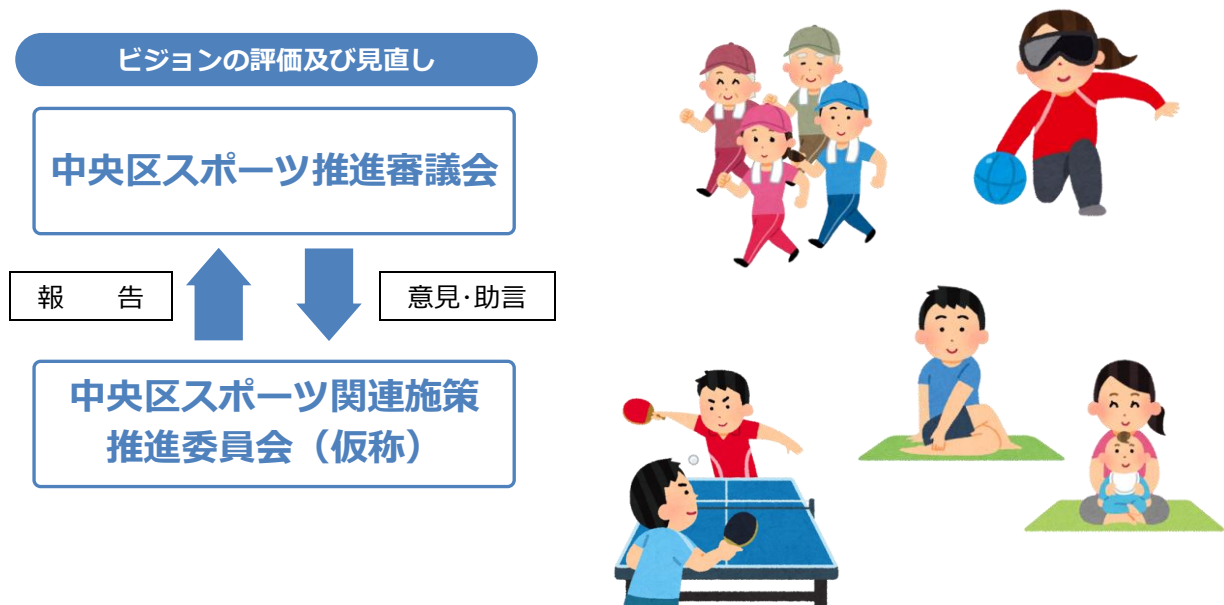 ビジョンの評価及び見直し
中央区スポーツ推進審議会
報　　告
意見･助言
中央区スポーツ関連施策
推進委員会（仮称）